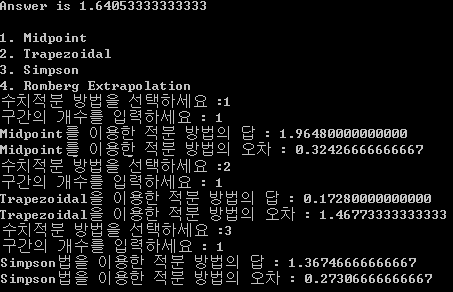 Answer is 1.64053333333333
1. Midpoint
2. Trapezoidal
3. Simpson
4. Romberg Extrapolation
수치적분 방법을 선택하세요 :1
구간의 개수를 입력하세요 : 1
Midpoint를 이용한 적분 방법의 답 : 1.96480000000000
Midpoint를 이용한 적분 방법의 오차 : 0.32426666666667
수치적분 방법을 선택하세요 :2
구간의 개수를 입력하세요 : 1
Trapezoidal을 이용한 적분 방법의 답 : 0.17280000000000
Trapezoidal을 이용한 적분 방법의 오차 : 1.46773333333333
수치적분 방법을 선택하세요 :3
구간의 개수를 입력하세요 : 1
Simpson법을 이용한 적분 방법의 답 : 1.36746666666667
Simpson법을 이용한 적분 방법의 오차 : 0.27306666666667